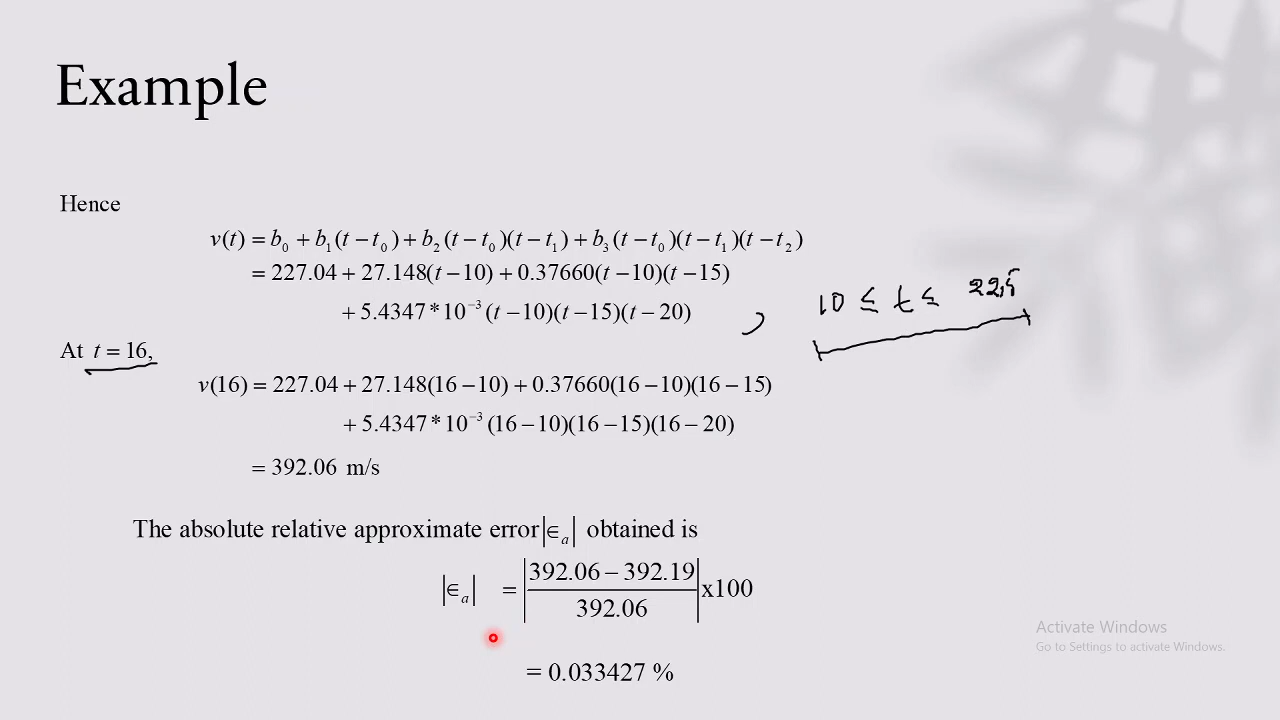 Example
Hence
v(t) = b₀ + b₁(t − t₀) + b₂(t − t₀)(t − t₁) + b₃(t − t₀)(t − t₁)(t − t₂)
= 227.04 + 27.148(t − 10) + 0.37660(t − 10)(t − 15)
+ 5.4347 * 10⁻³ (t − 10)(t − 15)(t − 20)
10 ≤ t ≤ 22.5
At t = 16,
v(16) = 227.04 + 27.148(16 − 10) + 0.37660(16 − 10)(16 − 15)
+ 5.4347 * 10⁻³ (16 − 10)(16 − 15)(16 − 20)
= 392.06 m/s
The absolute relative approximate error |∈ₐ| obtained is
|∈ₐ| = |(392.06 − 392.19)/392.06| x100
= 0.033427 %
Activate Windows
Go to Settings to activate Windows.